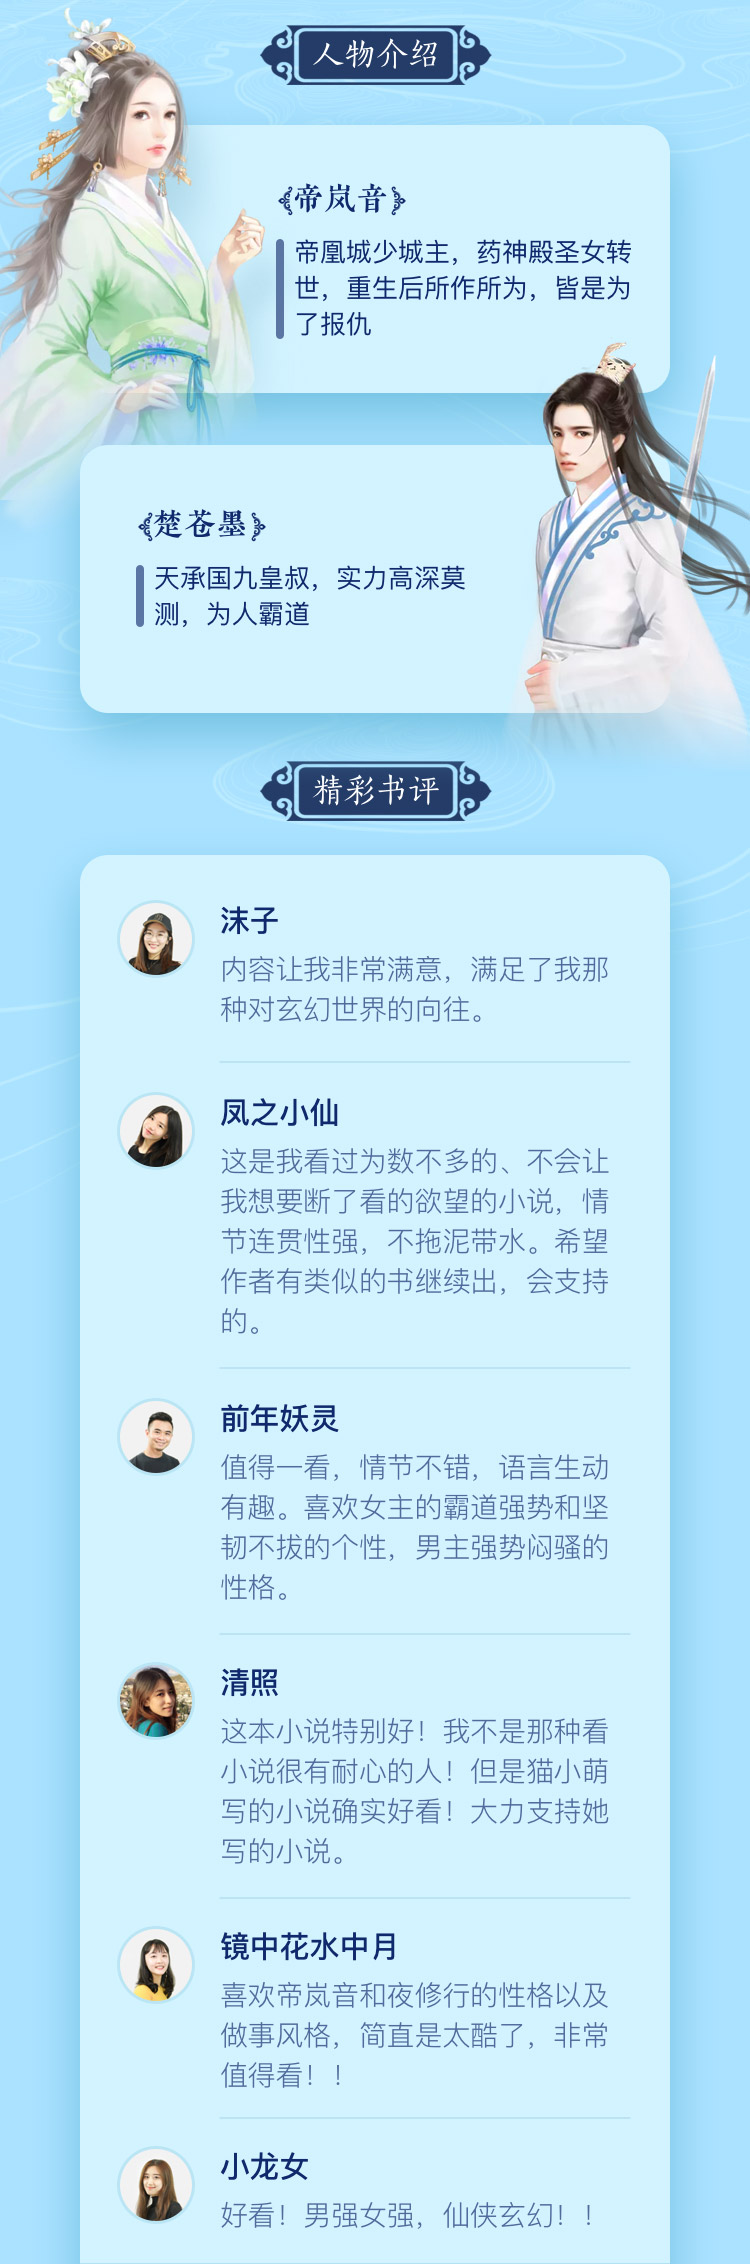 人物介绍
帝岚音
帝凰城少城主，药神殿圣女转
世，重生后所作所为，皆是为
了报仇
楚苍墨
天承国九皇叔，实力高深莫
测，为人霸道
精彩书评
沫子
内容让我非常满意，满足了我那
种对玄幻世界的向往。
凤之小仙
这是我看过为数不多的、不会让
我想要断了看的欲望的小说，情
节连贯性强，不拖泥带水。希望
作者有类似的书继续出，会支持
的。
前年妖灵
值得一看，情节不错，语言生动
有趣。喜欢女主的霸道强势和坚
韧不拔的个性，男主强势闷骚的
性格。
清照
这本小说特别好！我不是那种看
小说很有耐心的人！但是猫小萌
写的小说确实好看！大力支持她
写的小说。
镜中花水中月
喜欢帝岚音和夜修行的性格以及
做事风格，简直是太酷了，非常
值得看！！
小龙女
好看！男强女强，仙侠玄幻！！